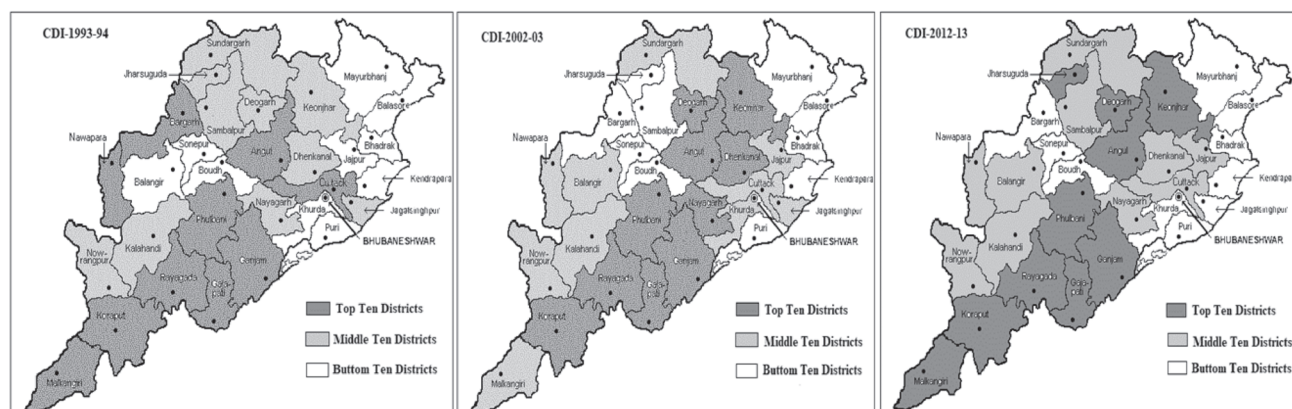 CDI-1993-94
Sundargarh
Jharsuguda
Mayurbhanj
Deogarh
Keonjhar
Balasore
Bargarh
Sambalpur
Nawapara
Sonepur
Angul
Dhenkanal
Bhadrak
Jajpur
Balangir
Boudh
Kendrapara
Cuttack
Phulbani
Nayagarh
Khurda
Jagatsinghpur
Puri
BHUBANESHWAR
Kalahandi
Now-
rangpur
Ganjam
Rayagada
Gaja-
pati
Koraput
Malkangiri
Top Ten Districts
Middle Ten Districts
Buttom Ten Districts
CDI-2002-03
Sundargarh
Jharsuguda
Mayurbhanj
Deogarh
Keonjhar
Balasore
Bargarh
Sambalpur
Nawapara
Sonepur
Angul
Dhenkanal
Bhadrak
Jajpur
Balangir
Boudh
Kendrapara
Cuttack
Phulbani
Nayagarh
Khurda
Jagatsinghpur
Puri
BHUBANESHWAR
Kalahandi
Now-
rangpur
Ganjam
Rayagada
Gaja-
pati
Koraput
Malkangiri
Top Ten Districts
Middle Ten Districts
Buttom Ten Districts
CDI-2012-13
Sundargarh
Jharsuguda
Mayurbhanj
Deogarh
Keonjhar
Balasore
Bargarh
Sambalpur
Nawapara
Sonepur
Angul
Dhenkanal
Bhadrak
Jajpur
Balangir
Boudh
Kendrapara
Cuttack
Phulbani
Nayagarh
Khurda
Jagatsinghpur
Puri
BHUBANESHWAR
Kalahandi
Now-
rangpur
Ganjam
Rayagada
Gaja-
pati
Koraput
Malkangiri
Top Ten Districts
Middle Ten Districts
Buttom Ten Districts